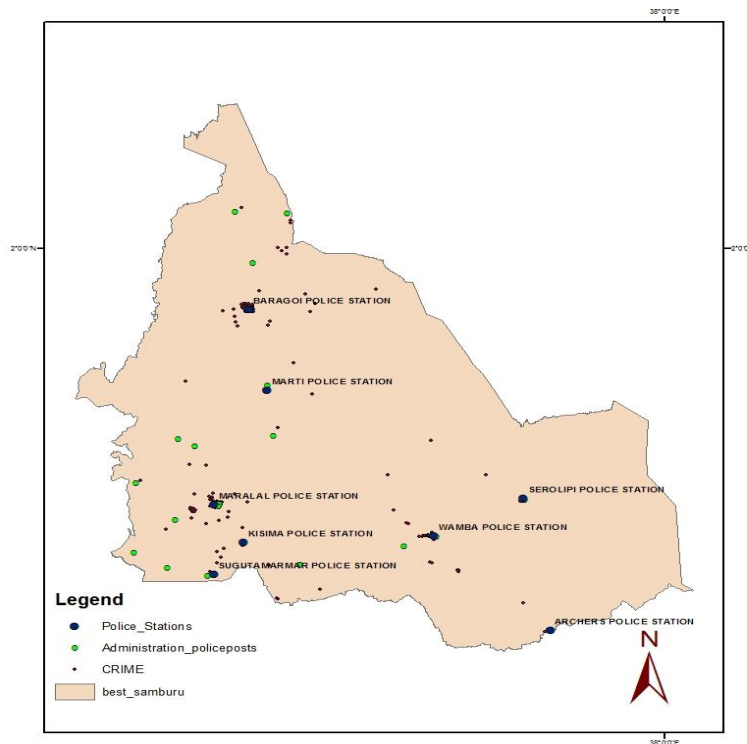 38°0'0"E
2°0'0"N
2°0'0
BARAGOI POLICE STATION
MARTI POLICE STATION
MARALAL POLICE STATION
SEROLIPI POLICE STATION
KISIMA POLICE STATION
WAMBA POLICE STATION
SUGUTAMARMAR POLICE STATION
ARCHERS POLICE STATION
Legend
Police_Stations
Administration_policeposts
CRIME
best_samburu
N
38°0'0"E